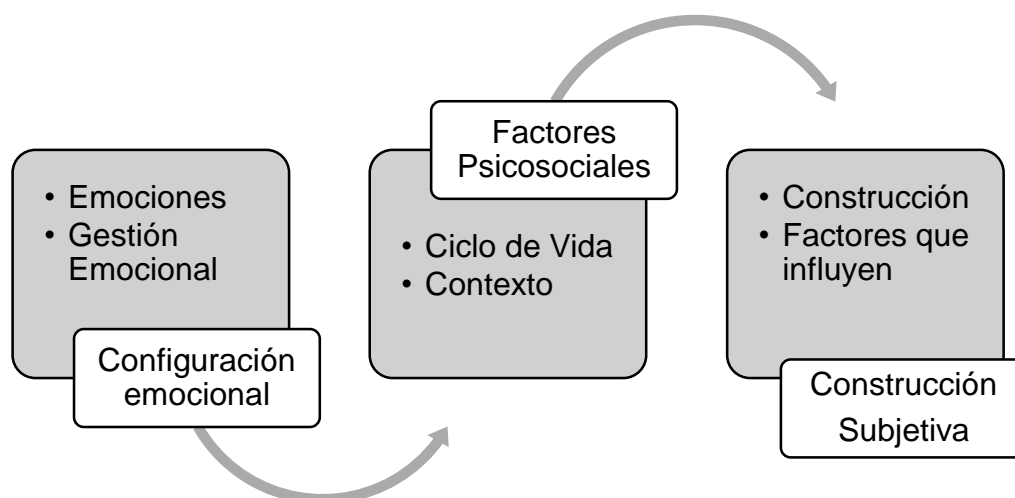 • Emociones
• Gestión
Emocional
Configuración
emocional
Factores
Psicosociales
• Ciclo de Vida
• Contexto
• Construcción
• Factores que
influyen
Construcción
Subjetiva